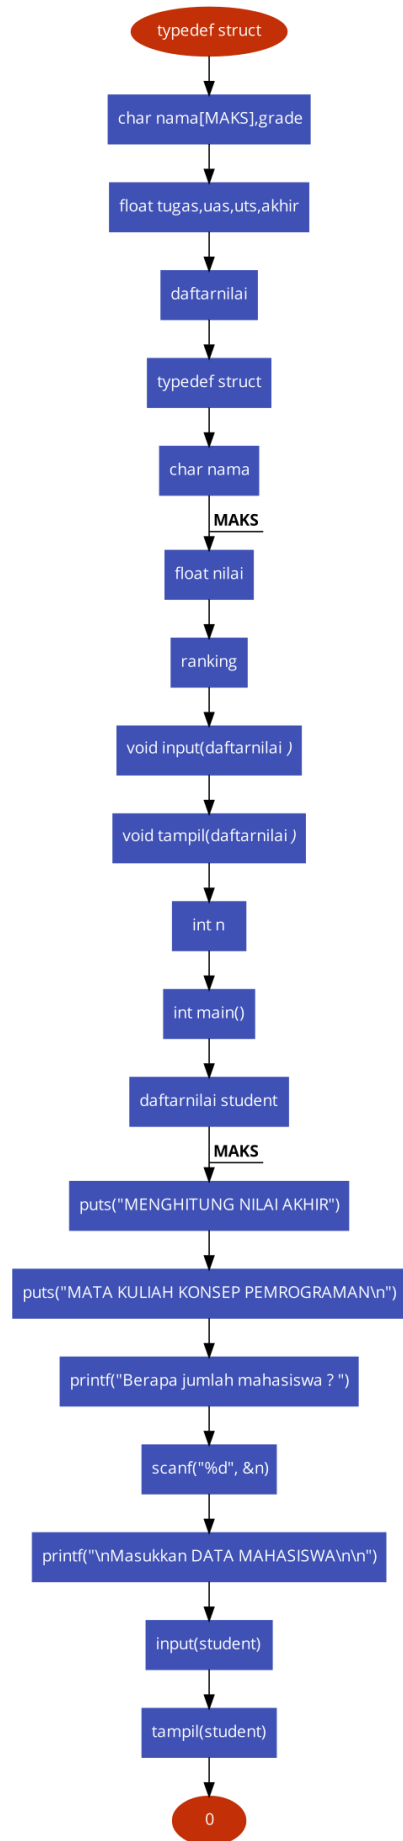 typedef struct
char nama[MAKS],grade
float tugas,uas,uts,akhir
daftarnilai
typedef struct
char nama
MAKS
float nilai
ranking
void input(daftarnilai )
void tampil(daftarnilai )
int n
int main()
daftarnilai student
MAKS
puts("MENGHITUNG NILAI AKHIR")
puts("MATA KULIAH KONSEP PEMROGRAMAN\n")
printf("Berapa jumlah mahasiswa ? ")
scanf("%d", &n)
printf("\nMasukkan DATA MAHASISWA\n\n")
input(student)
tampil(student)
0